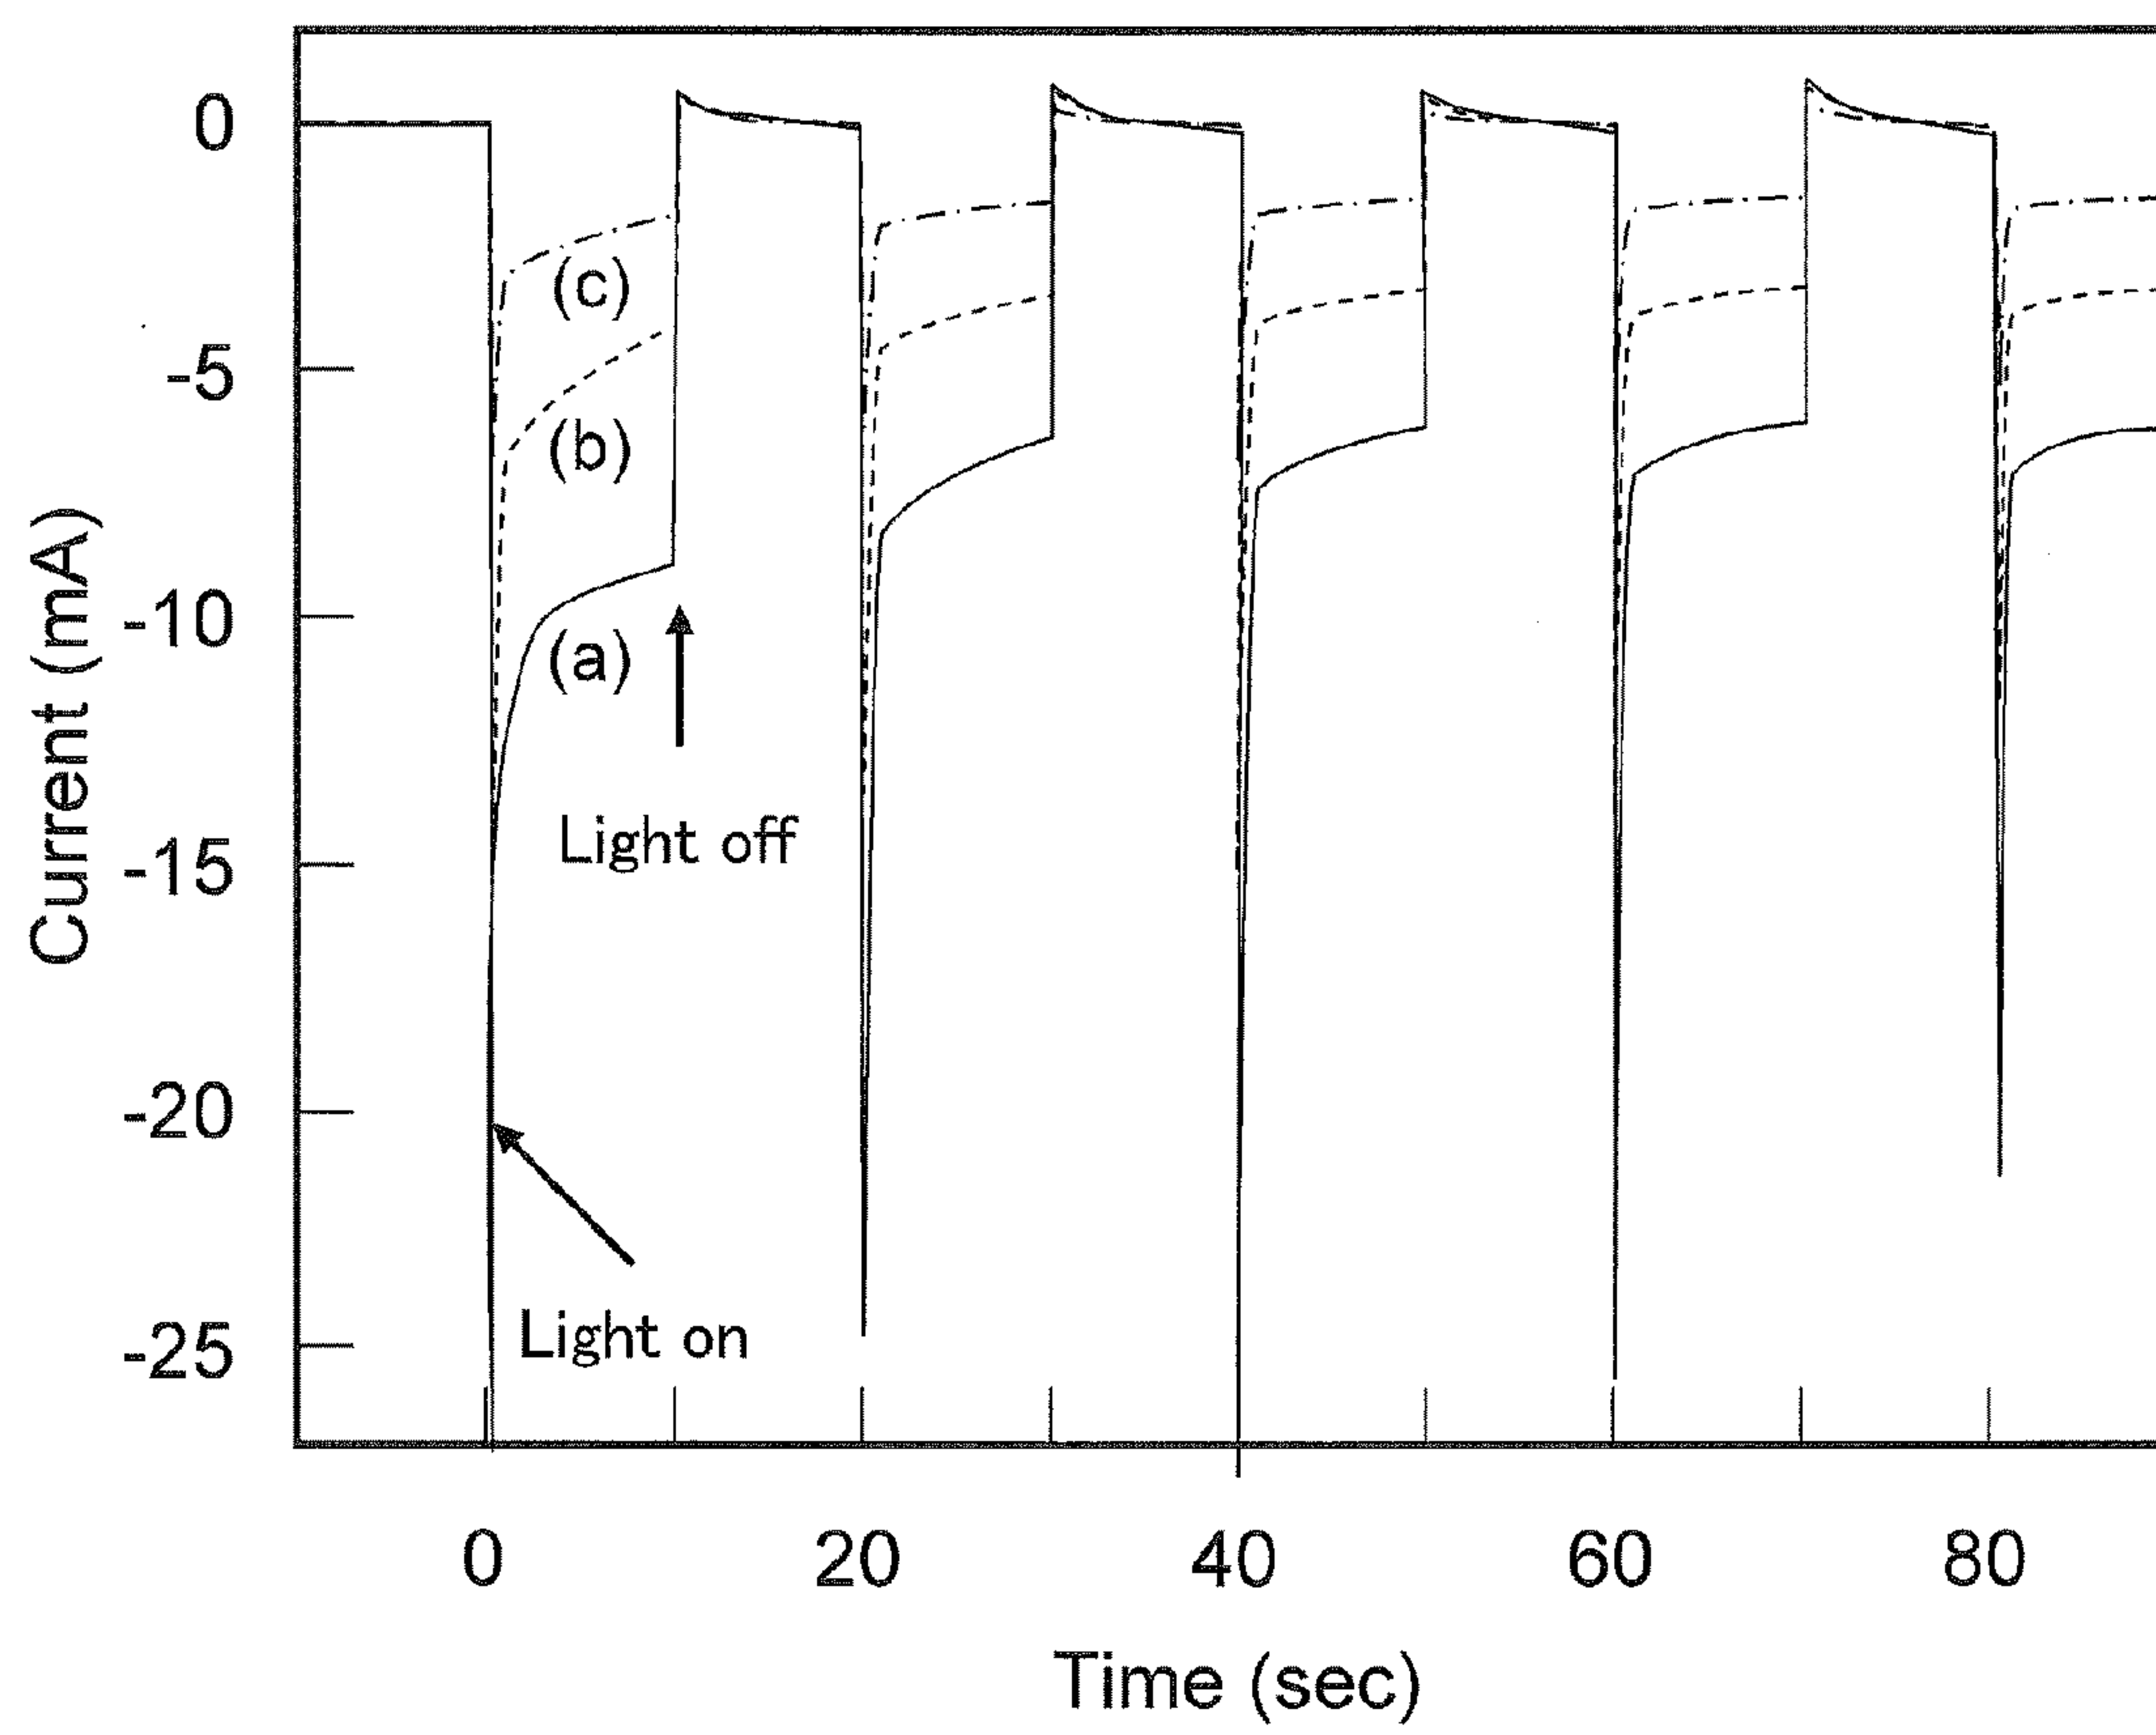 Current (mA)
0
-5
-10
-15
-20
-25
(c)
(b)
(a)
Light off
Light on
0 20 40 60 80
Time (sec)